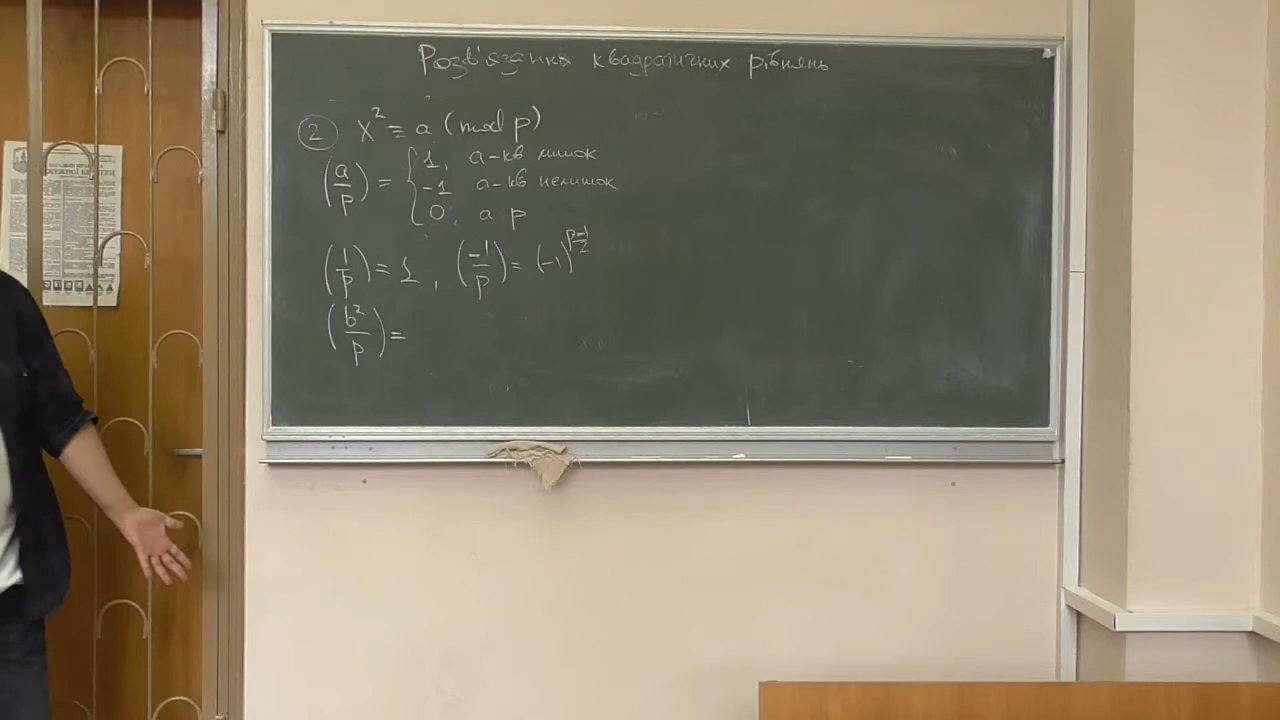 Розв'язання квадратичних рівнянь
② x² ≡ a (mod p)
(a/p) = { 1, a-кв лишок
-1 a-кв нелишок
0, a p
(1/p) = 1, (-1/p) = (-1)^((p-1)/2)
(b²/p) =